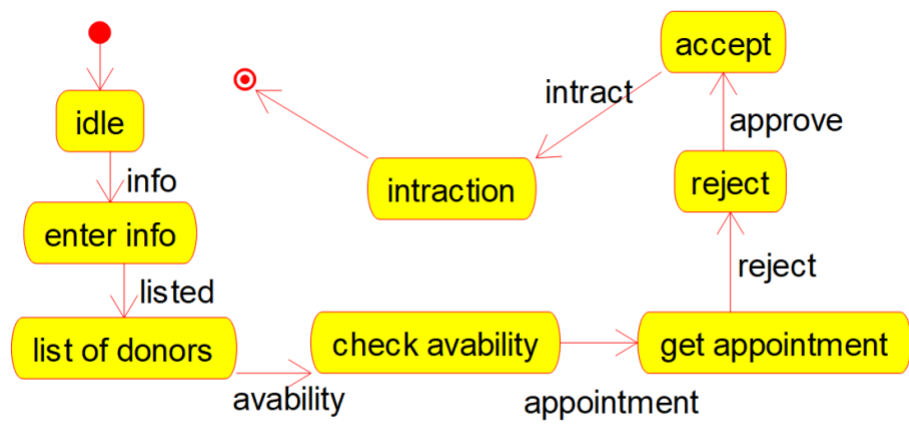 idle
info
enter info
listed
list of donors
avability
check avability
appointment
get appointment
reject
reject
approve
accept
intract
intraction